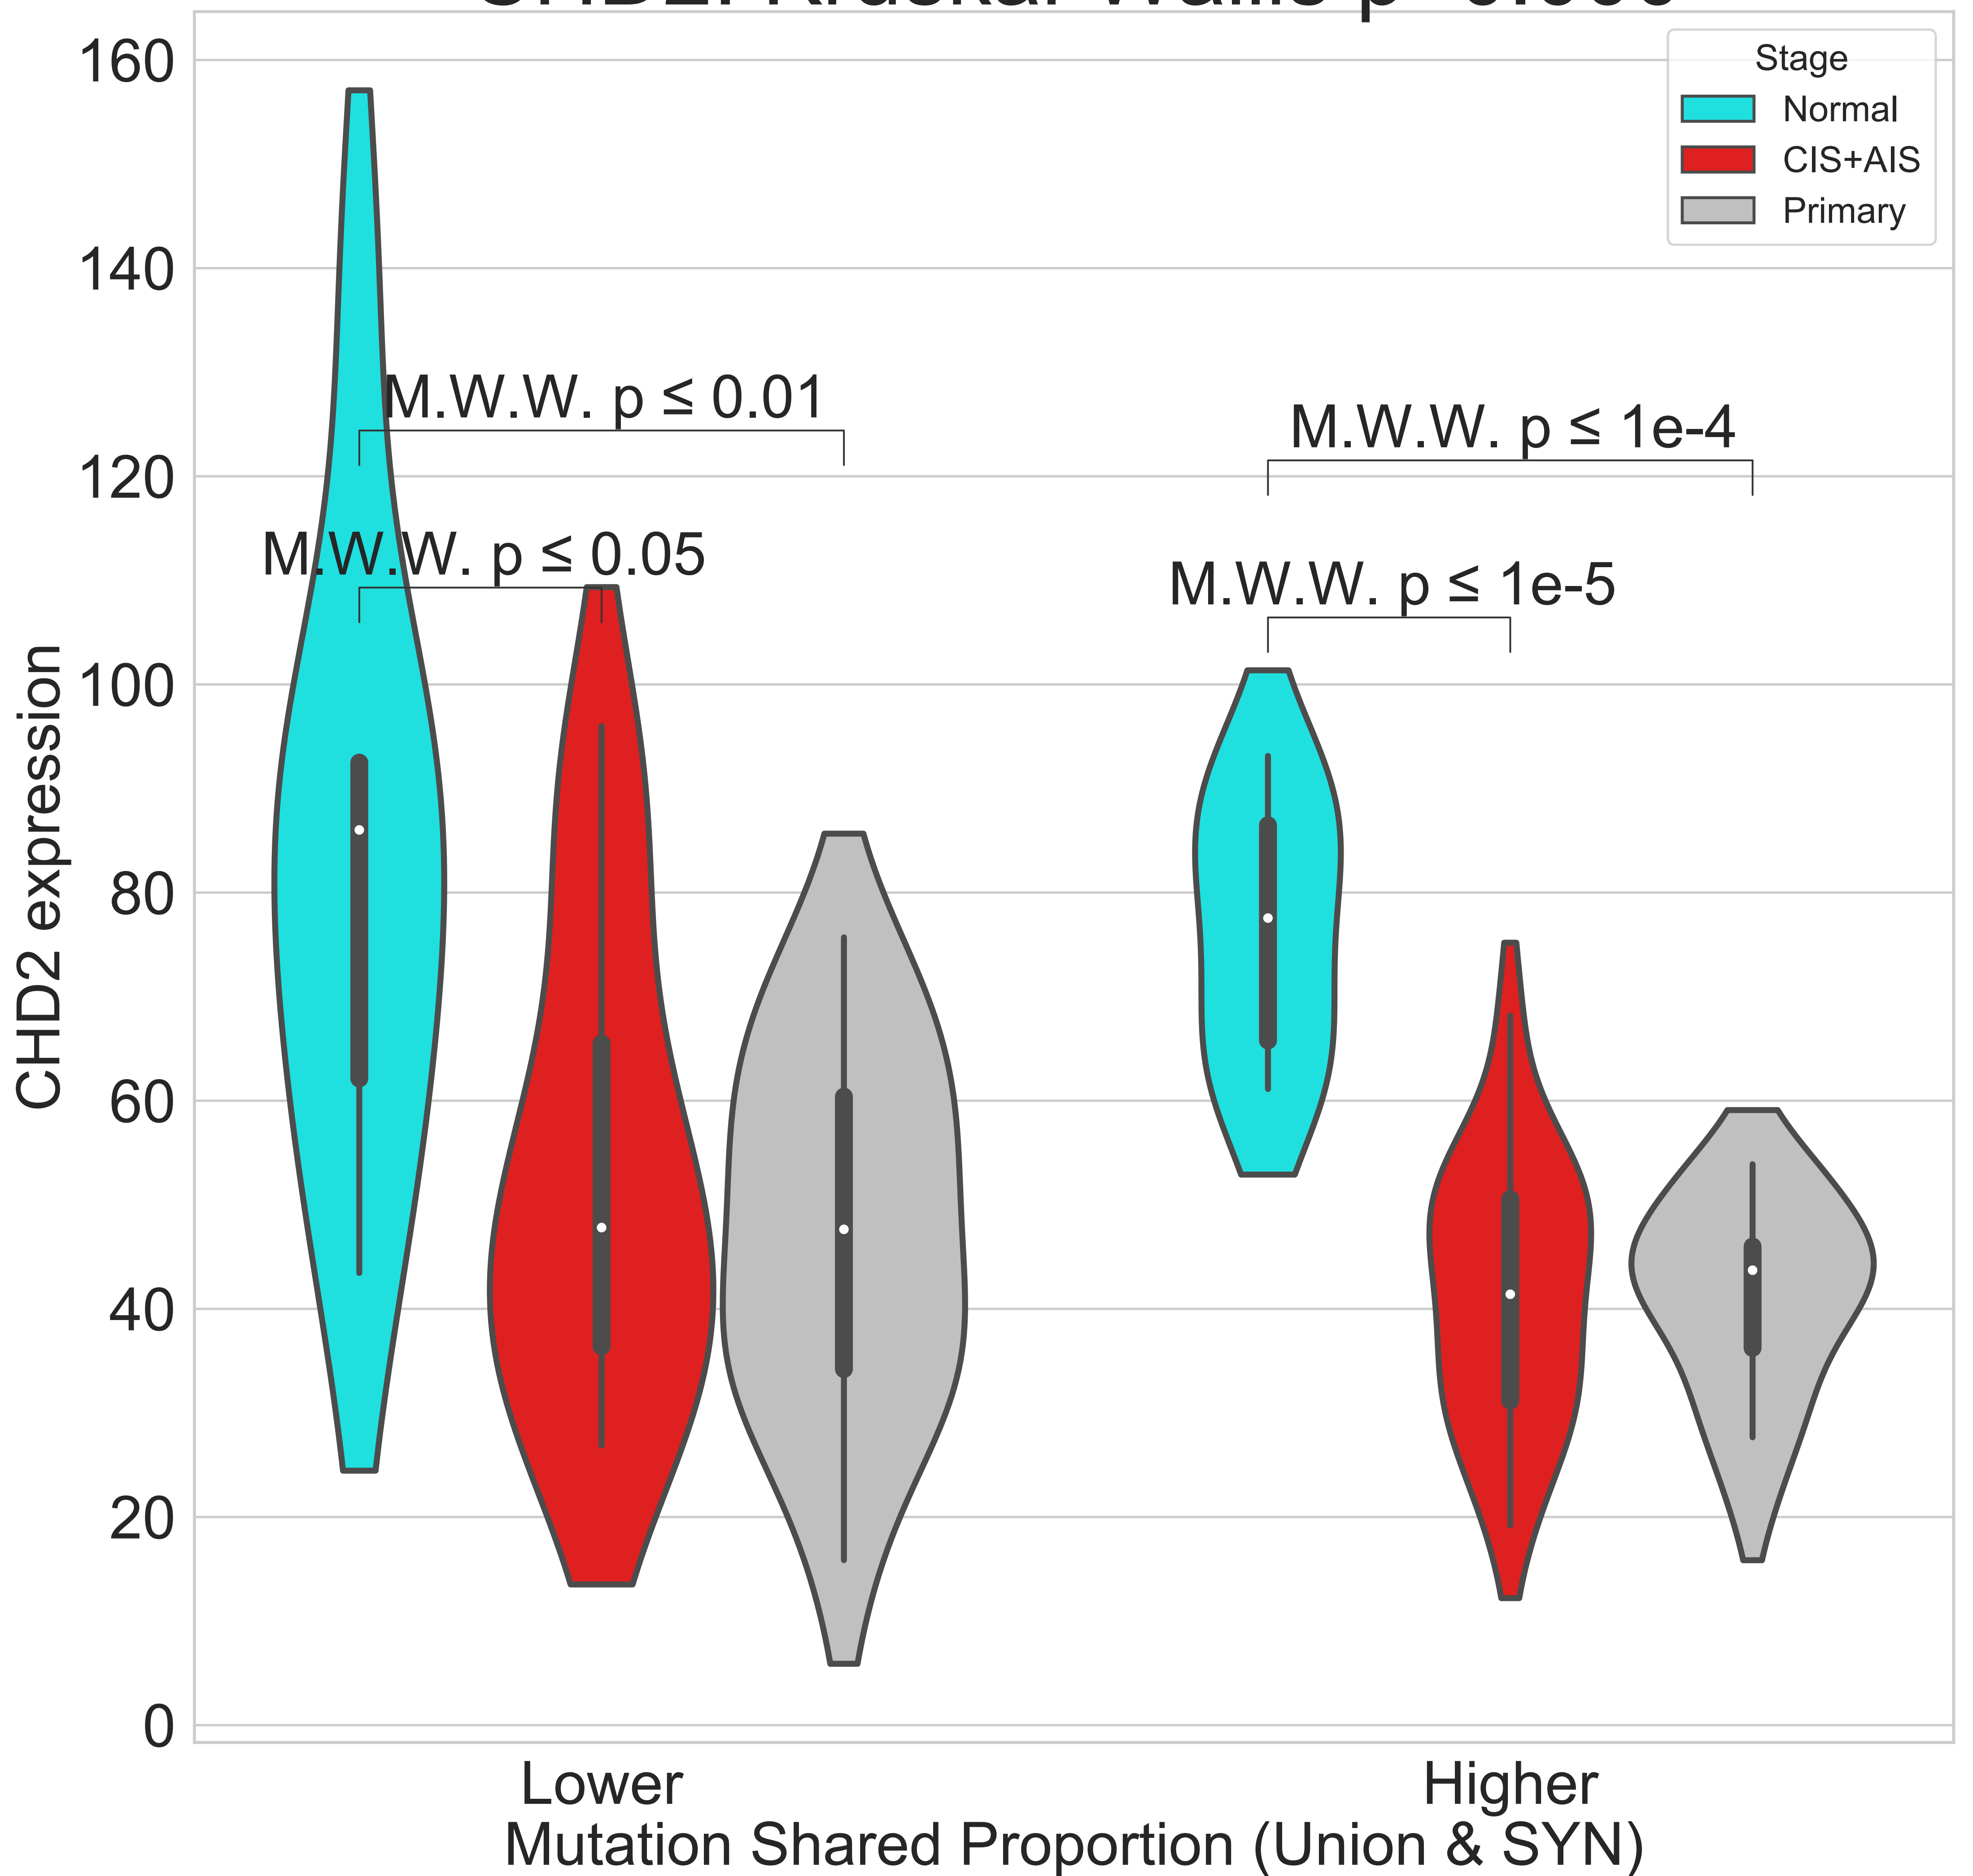 160
140
120
100
80
60
40
20
0
CHD2 expression
Stage
Normal
CIS+AIS
Primary
M.W.W. p ≤ 0.01
M.W.W. p ≤ 1e-4
M.W.W. p ≤ 0.05
M.W.W. p ≤ 1e-5
Lower
Higher
Mutation Shared Proportion (Union & SYN)